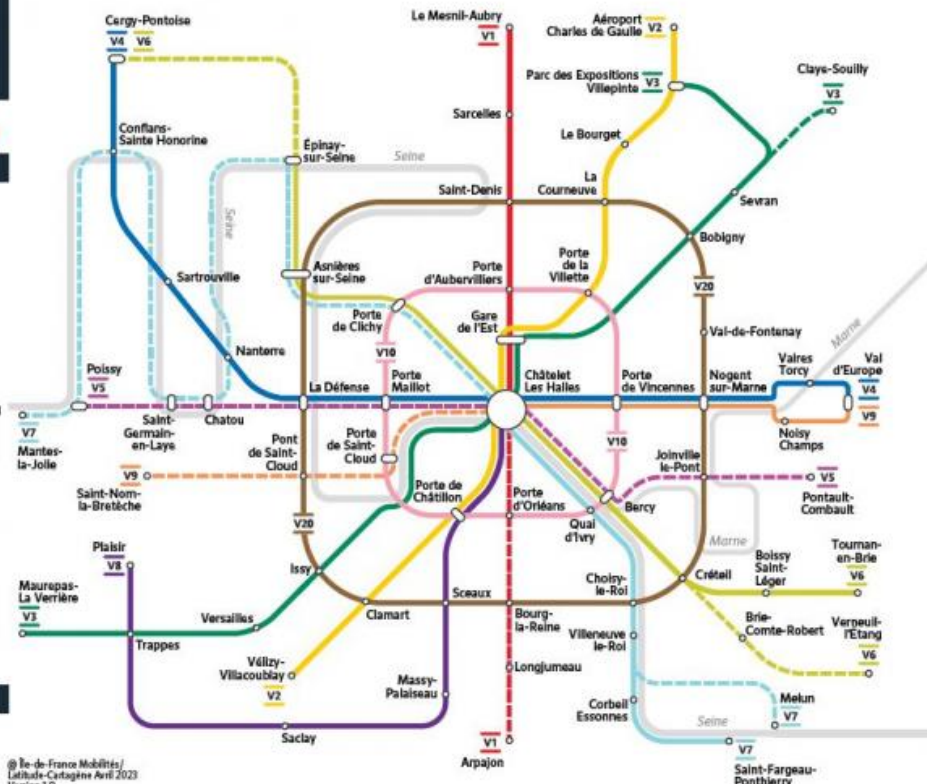 Cergy-Pontoise
V4 V6
Le Mesnil-Aubry
V1
Aéroport
Charles de Gaulle
V2
Parc des Expositions
Villepinte
V3
Claye-Souilly
V3
Conflans-
Sainte Honorine
Sarcelles
Le Bourget
Épinay-
sur-Seine
Seine
Seine
Saint-Denis
La
Courneuve
Sevran
Bobigny
Sartrouville
Asnières
sur-Seine
Porte
d'Aubervilliers
Porte
de la
Villette
V20
Porte
de Clichy
Gare
de l'Est
Val-de-Fontenay
Marne
Nanterre
V10
Poissy
V5
La Défense
Porte
Maillot
Châtelet
Les Halles
Porte
de Vincennes
Nogent
sur-Marne
Vaires
Torcy
Val
d'Europe
V4
V9
V7
Mantes-
la-Jolie
Saint-
Germain-
en-Laye
Chatou
Noisy
Champs
Pont
de Saint-
Cloud
Porte
de Saint-
Cloud
V10
Joinville
le-Pont
V9
Saint-Nom-
la-Bretèche
Porte de
Châtillon
Porte
d'Orléans
Bercy
V5
Pontault-
Combault
V20
Quai
d'Ivry
Marne
Plaisir
V8
Issy
Choisy-
le-Roi
Créteil
Boissy
Saint-
Léger
Tournan-
en-Brie
V6
Maurepas-
La Verrière
V3
Versailles
Clamart
Sceaux
Bourg-
la-Reine
Villeneuve
le-Roi
Brie-
Comte-Robert
Verneuil-
l'Étang
V6
Trappes
Vélizy-
Villacoublay
V2
Massy-
Palaiseau
Longjumeau
Corbeil
Essonnes
Melun
V7
Saclay
V1
Arpajon
Seine
V7
Saint-Fargeau-
Ponthierry
@ Île-de-France Mobilités/
Latitude-Cartagène Avril 2023